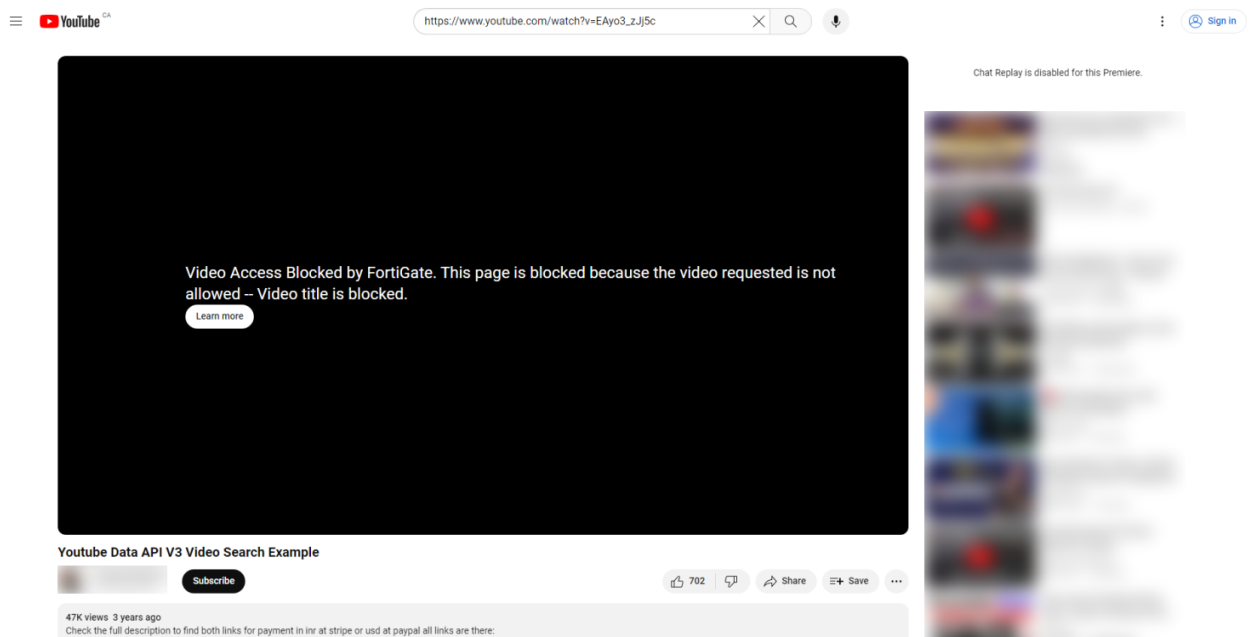 YouTube CA
https://www.youtube.com/watch?v=EAyo3_zJj5c
Sign in
Chat Replay is disabled for this Premiere.
Video Access Blocked by FortiGate. This page is blocked because the video requested is not
allowed -- Video title is blocked.
Learn more
Youtube Data API V3 Video Search Example
Subscribe
702
Share
Save
47K views 3 years ago
Check the full description to find both links for payment in inr at stripe or usd at paypal all links are there: